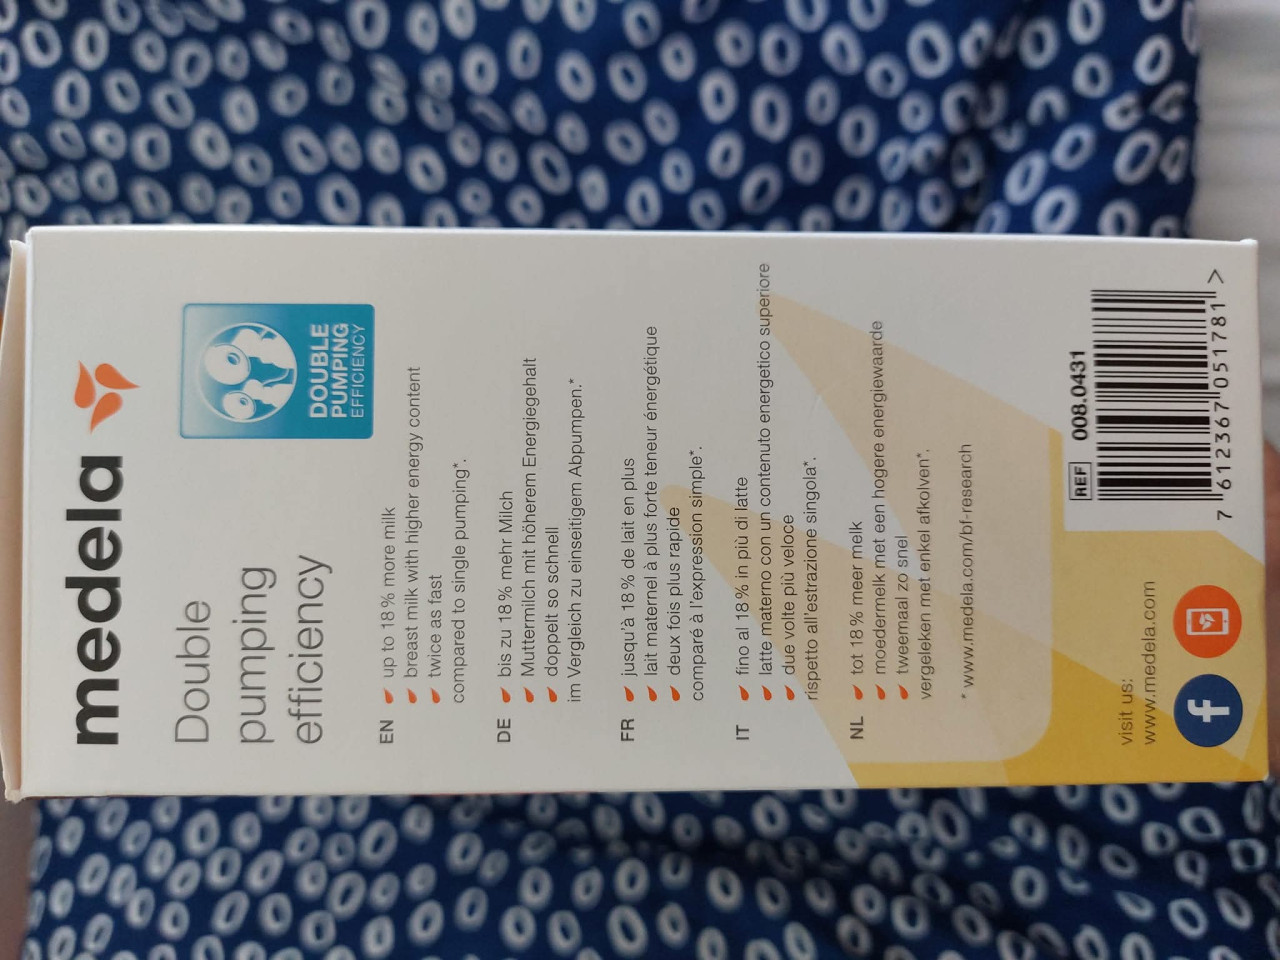 medela
Double
pumping
efficiency
DOUBLE
PUMPING
EFFICIENCY
EN up to 18 % more milk
breast milk with higher energy content
twice as fast
compared to single pumping*.
DE bis zu 18 % mehr Milch
Muttermilch mit höherem Energiegehalt
doppelt so schnell
im Vergleich zu einseitigem Abpumpen.*
FR jusqu'à 18 % de lait en plus
lait maternel à plus forte teneur énergétique
deux fois plus rapide
comparé à l'expression simple*.
IT fino al 18 % in più di latte
latte materno con un contenuto energetico superiore
due volte più veloce
rispetto all'estrazione singola*.
NL tot 18 % meer melk
moedermelk met een hogere energiewaarde
tweemaal zo snel
vergeleken met enkel afkolven*.
* www.medela.com/bf-research
REF 008.0431
7 612367 051781 >
visit us:
www.medela.com
f